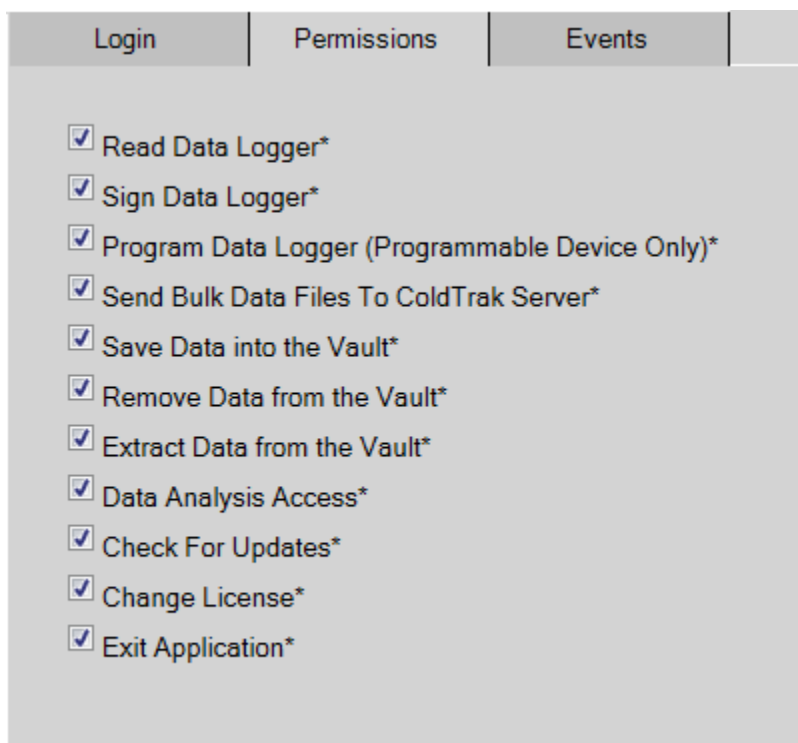 Login Permissions Events
Read Data Logger*
Sign Data Logger*
Program Data Logger (Programmable Device Only)*
Send Bulk Data Files To ColdTrak Server*
Save Data into the Vault*
Remove Data from the Vault*
Extract Data from the Vault*
Data Analysis Access*
Check For Updates*
Change License*
Exit Application*